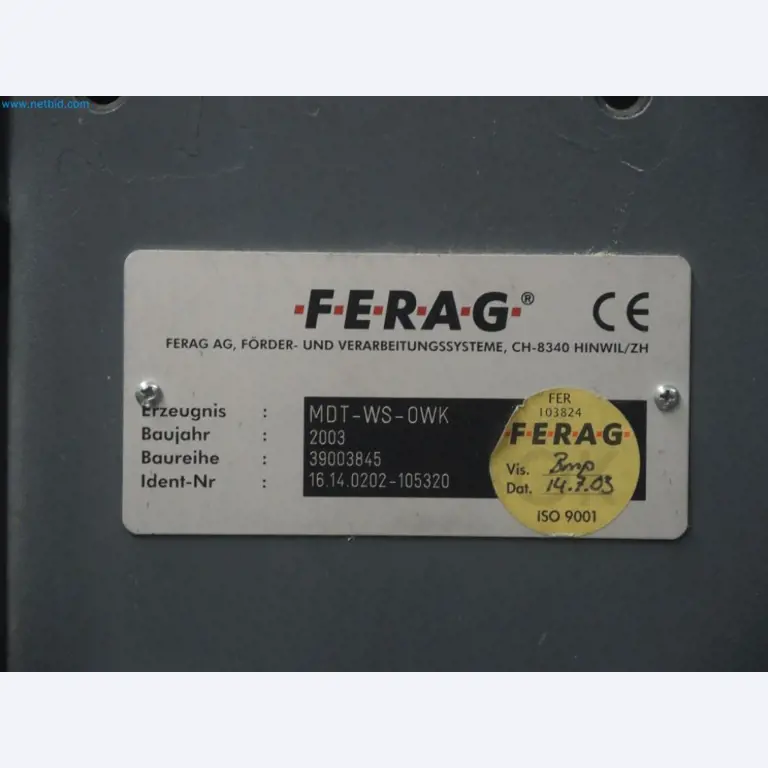 www.netbid.com
·F·E·R·A·G·® CE
FERAG AG, FÖRDER- UND VERARBEITUNGSSYSTEME, CH-8340 HINWIL/ZH
Erzeugnis : MDT-WS-OWK
Baujahr : 2003
Baureihe : 39003845
Ident-Nr : 16.14.0202-105320
FER
103824
·F·E·R·A·G·
OK
Vis.
Dat. 14.7.03
ISO 9001